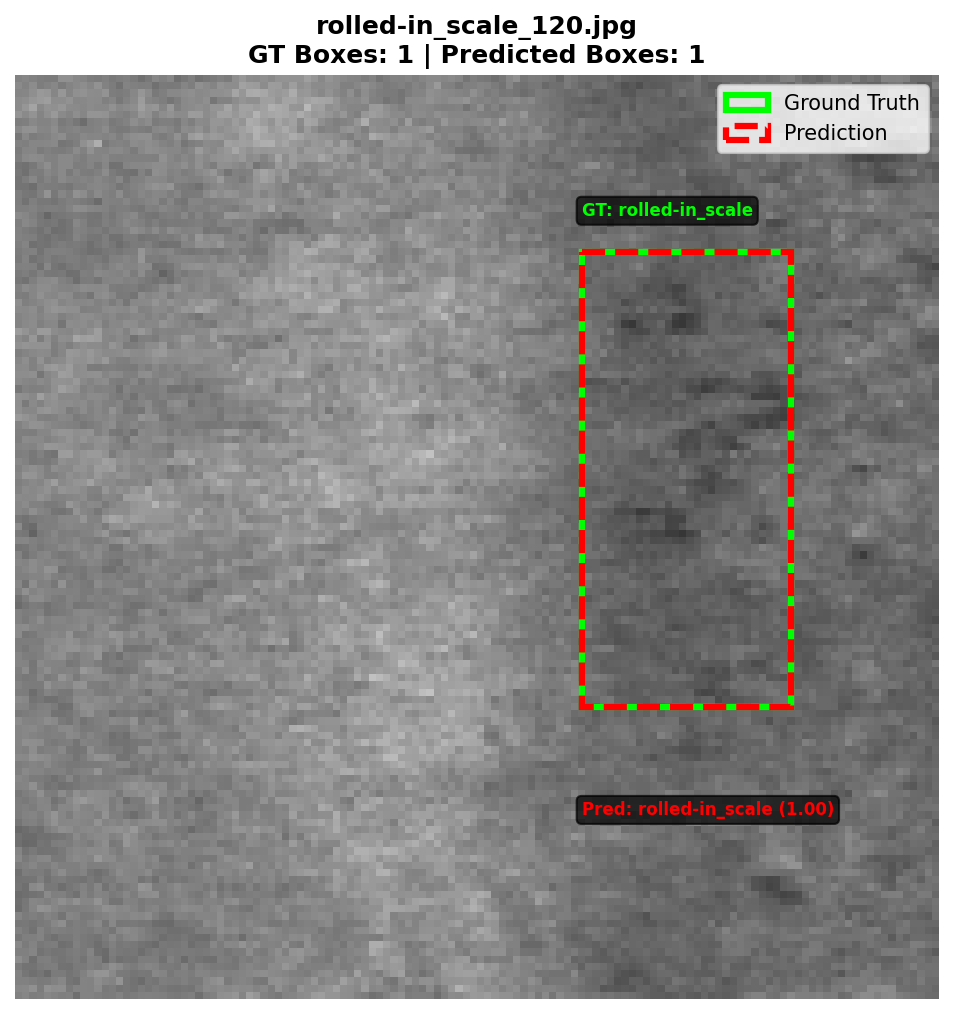 rolled-in_scale_120.jpg
GT Boxes: 1 | Predicted Boxes: 1
Ground Truth
Prediction
GT: rolled-in_scale
Pred: rolled-in_scale (1.00)